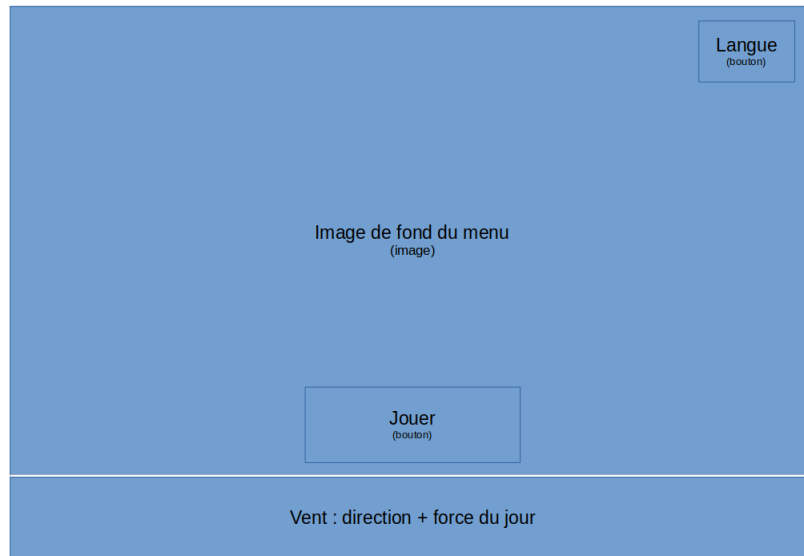 Langue
(bouton)
Image de fond du menu
(image)
Jouer
(bouton)
Vent : direction + force du jour